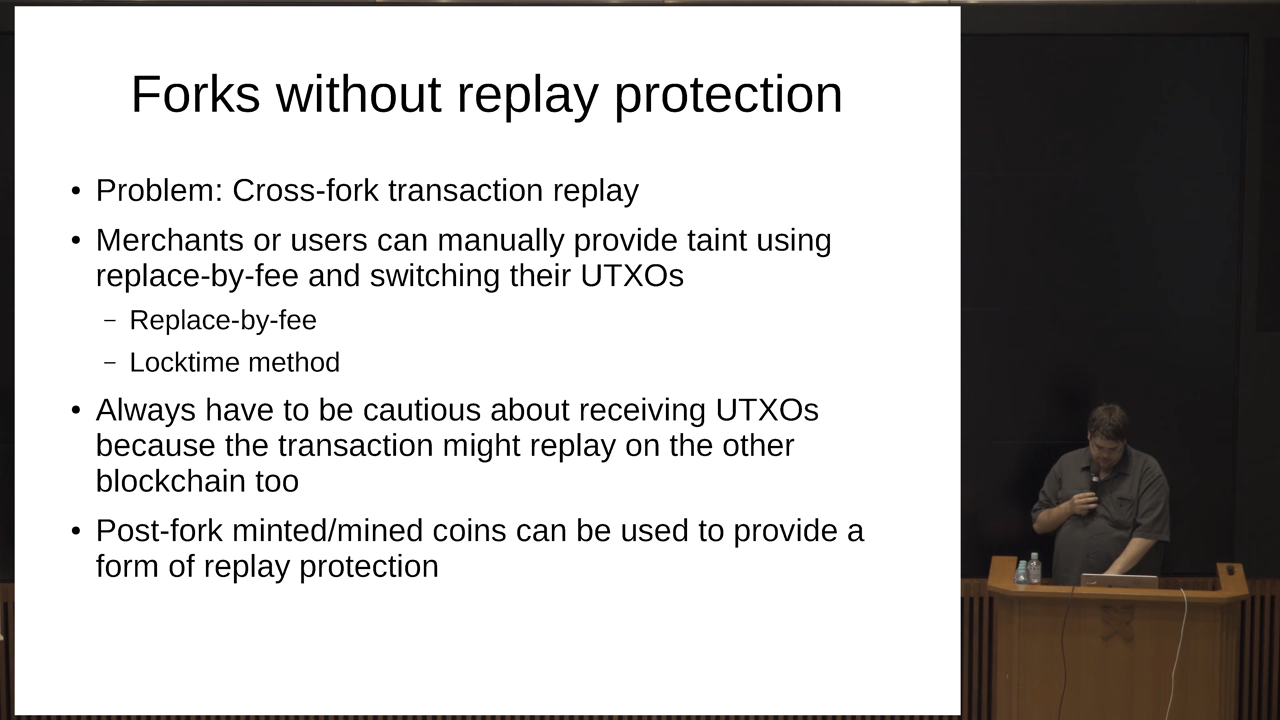 Forks without replay protection
• Problem: Cross-fork transaction replay
• Merchants or users can manually provide taint using
replace-by-fee and switching their UTXOs
– Replace-by-fee
– Locktime method
• Always have to be cautious about receiving UTXOs
because the transaction might replay on the other
blockchain too
• Post-fork minted/mined coins can be used to provide a
form of replay protection